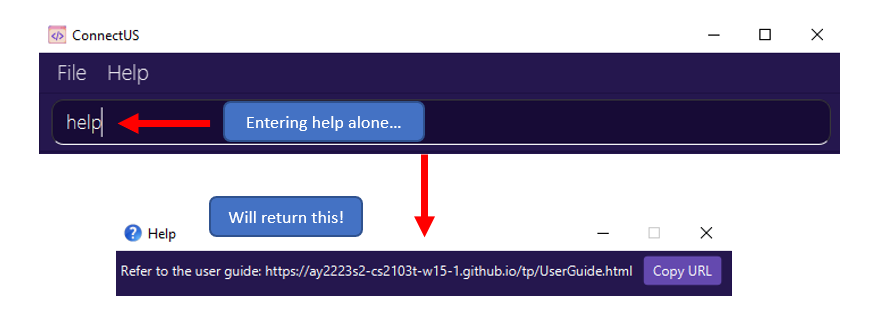 ConnectUS
File Help
help
Entering help alone...
Will return this!
Help
Refer to the user guide: https://ay2223s2-cs2103t-w15-1.github.io/tp/UserGuide.html Copy URL